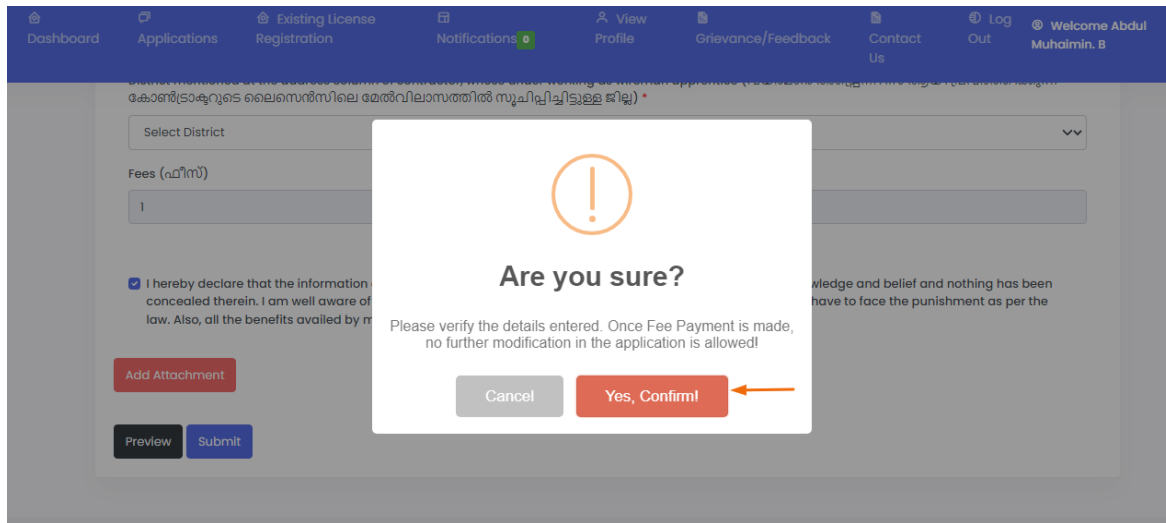 Dashboard
Applications
Existing License
Registration
Notifications 0
View
Profile
Grievance/Feedback
Contact
Us
Log
Out
Welcome Abdul
Muhaimin. B
കോൺട്രാക്ടറുടെ ലൈസെൻസിലെ മേൽവിലാസത്തിൽ സൂചിപ്പിച്ചിട്ടുള്ള ജില്ല) *
Select District
Fees (ഫീസ്)
1
I hereby declare that the information
wledge and belief and nothing has been
concealed therein. I am well aware of
have to face the punishment as per the
law. Also, all the benefits availed by m
Add Attachment
Preview
Submit
Are you sure?
Please verify the details entered. Once Fee Payment is made,
no further modification in the application is allowed!
Cancel
Yes, Confirm!